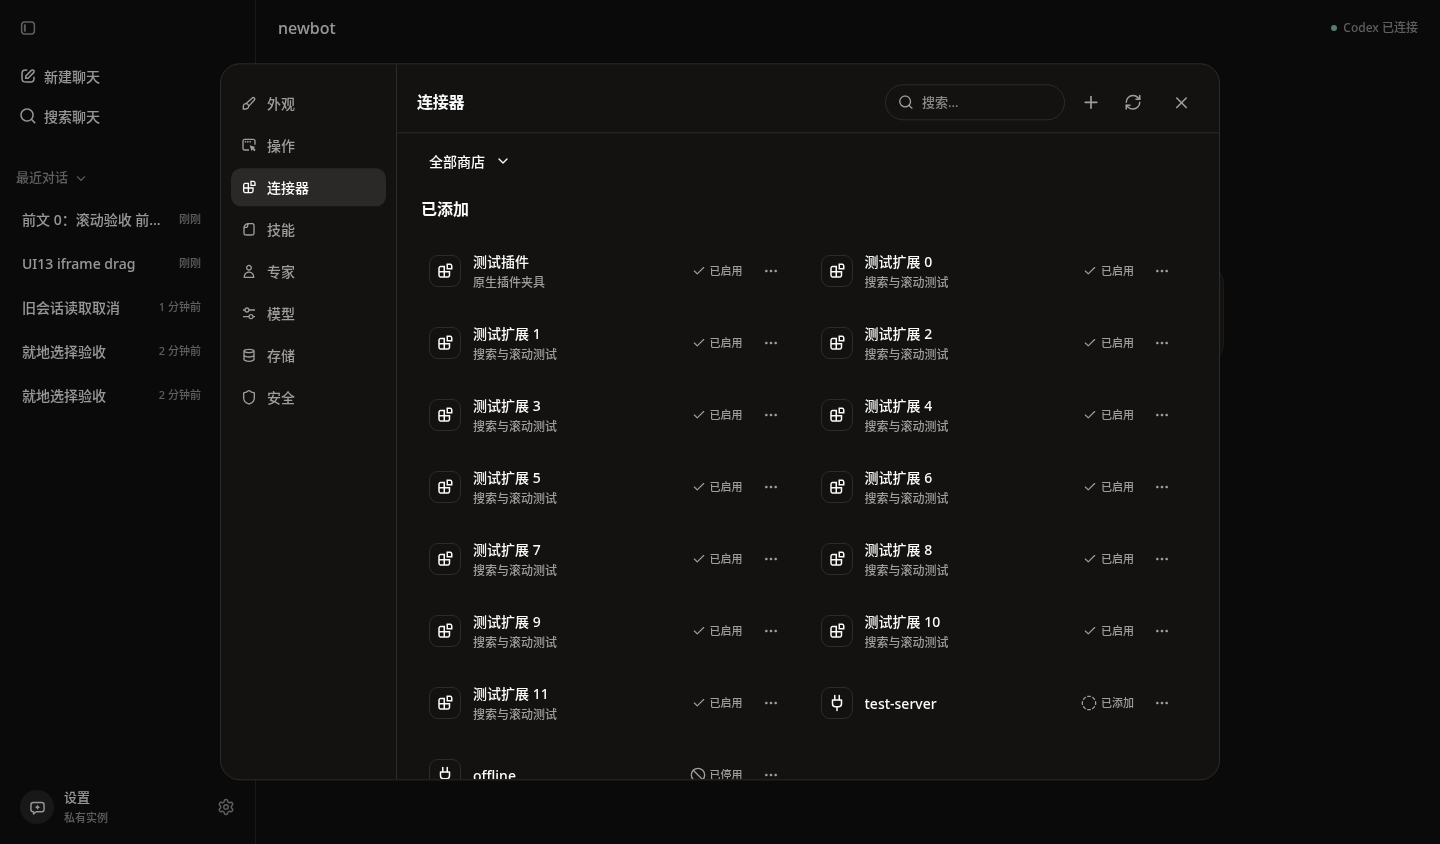 newbot
Codex 已连接
新建聊天
搜索聊天
最近对话
前文 0：滚动验收 前... 刚刚
UI13 iframe drag 刚刚
旧会话读取取消 1 分钟前
就地选择验收 2 分钟前
就地选择验收 2 分钟前
设置
私有实例
外观
操作
连接器
技能
专家
模型
存储
安全
连接器
搜索...
全部商店
已添加
测试插件
原生插件夹具
已启用
测试扩展 0
搜索与滚动测试
已启用
测试扩展 1
搜索与滚动测试
已启用
测试扩展 2
搜索与滚动测试
已启用
测试扩展 3
搜索与滚动测试
已启用
测试扩展 4
搜索与滚动测试
已启用
测试扩展 5
搜索与滚动测试
已启用
测试扩展 6
搜索与滚动测试
已启用
测试扩展 7
搜索与滚动测试
已启用
测试扩展 8
搜索与滚动测试
已启用
测试扩展 9
搜索与滚动测试
已启用
测试扩展 10
搜索与滚动测试
已启用
测试扩展 11
搜索与滚动测试
已启用
test-server
已添加
offline
已停用